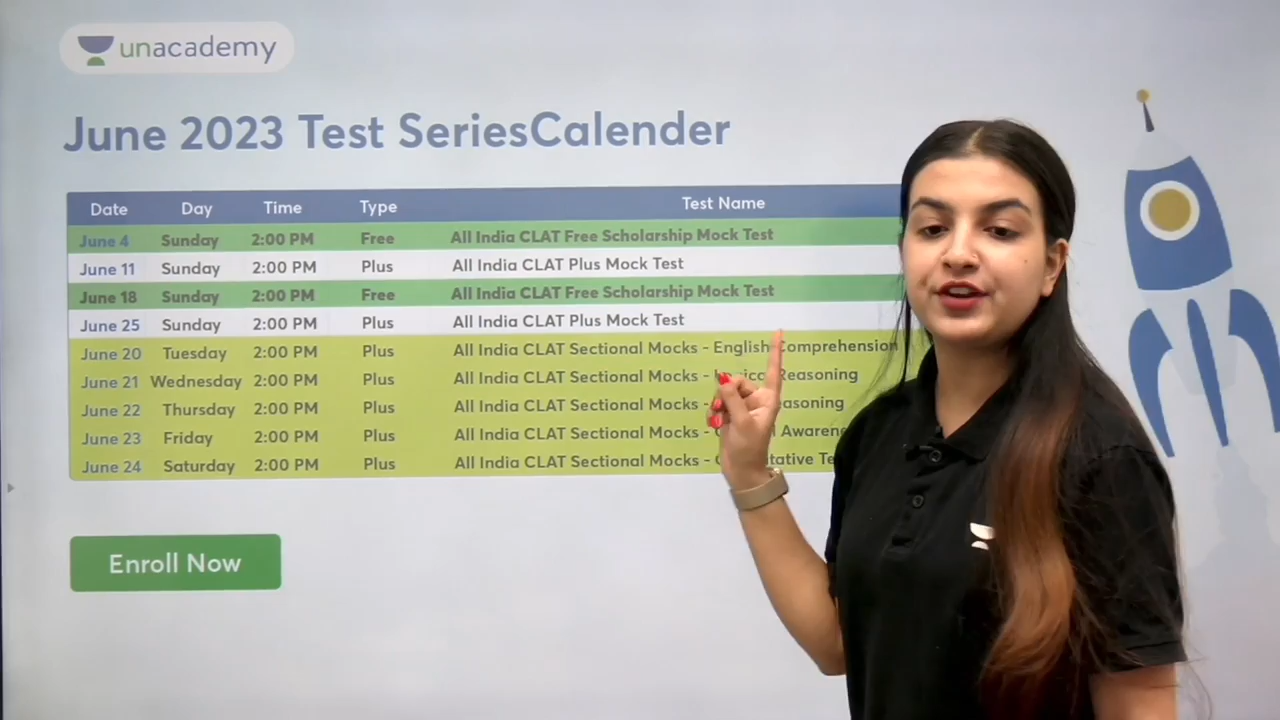 unacademy
June 2023 Test SeriesCalender
Date Day Time Type Test Name
June 4 Sunday 2:00 PM Free All India CLAT Free Scholarship Mock Test
June 11 Sunday 2:00 PM Plus All India CLAT Plus Mock Test
June 18 Sunday 2:00 PM Free All India CLAT Free Scholarship Mock Test
June 25 Sunday 2:00 PM Plus All India CLAT Plus Mock Test
June 20 Tuesday 2:00 PM Plus All India CLAT Sectional Mocks - English Comprehension
June 21 Wednesday 2:00 PM Plus All India CLAT Sectional Mocks - Reasoning
June 22 Thursday 2:00 PM Plus All India CLAT Sectional Mocks -
June 23 Friday 2:00 PM Plus All India CLAT Sectional Mocks -
June 24 Saturday 2:00 PM Plus All India CLAT Sectional Mocks -
Enroll Now